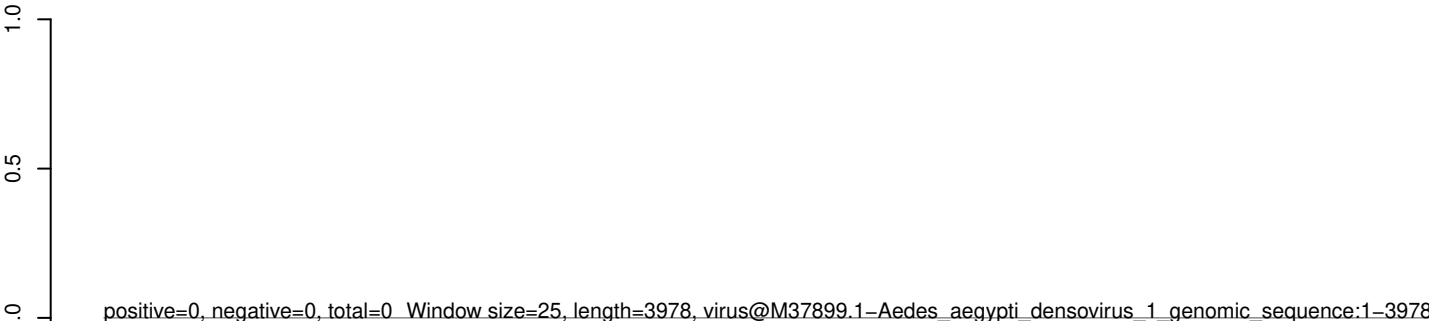 1.0
0.5
.0
positive=0, negative=0, total=0 Window size=25, length=3978, virus@M37899.1−Aedes_aegypti_densovirus_1_genomic_sequence:1−3978